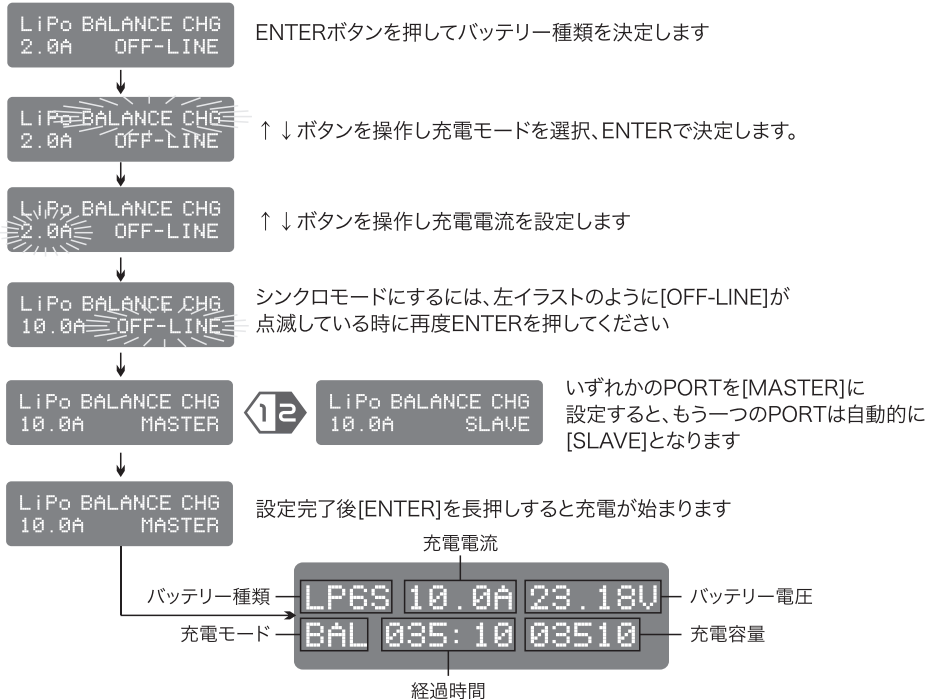 LiPo BALANCE CHG
2.0A OFF-LINE
ENTERボタンを押してバッテリー種類を決定します
LiPo BALANCE CHG
2.0A OFF-LINE
↑↓ボタンを操作し充電モードを選択、ENTERで決定します。
LiPo BALANCE CHG
2.0A OFF-LINE
↑↓ボタンを操作し充電電流を設定します
LiPo BALANCE CHG
10.0A OFF-LINE
シンクロモードにするには、左イラストのように[OFF-LINE]が
点滅している時に再度ENTERを押してください
LiPo BALANCE CHG
10.0A MASTER
12
LiPo BALANCE CHG
10.0A SLAVE
いずれかのPORTを[MASTER]に
設定すると、もう一つのPORTは自動的に
[SLAVE]となります
LiPo BALANCE CHG
10.0A MASTER
設定完了後[ENTER]を長押しすると充電が始まります
充電電流
バッテリー種類 LP6S 10.0A 23.18V バッテリー電圧
充電モード BAL 035:10 03510 充電容量
経過時間